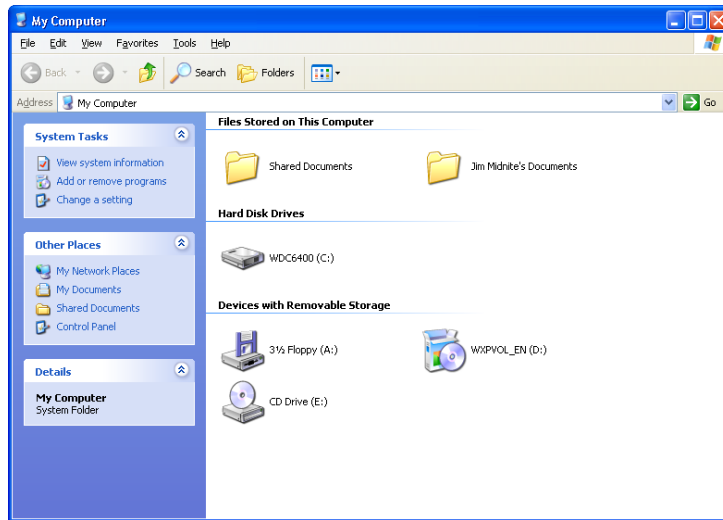 My Computer
File Edit View Favorites Tools Help
Back Search Folders
Address My Computer Go
System Tasks
View system information
Add or remove programs
Change a setting
Other Places
My Network Places
My Documents
Shared Documents
Control Panel
Details
My Computer
System Folder
Files Stored on This Computer
Shared Documents Jim Midnite's Documents
Hard Disk Drives
WDC6400 (C:)
Devices with Removable Storage
3½ Floppy (A:) WXPVOL_EN (D:)
CD Drive (E:)